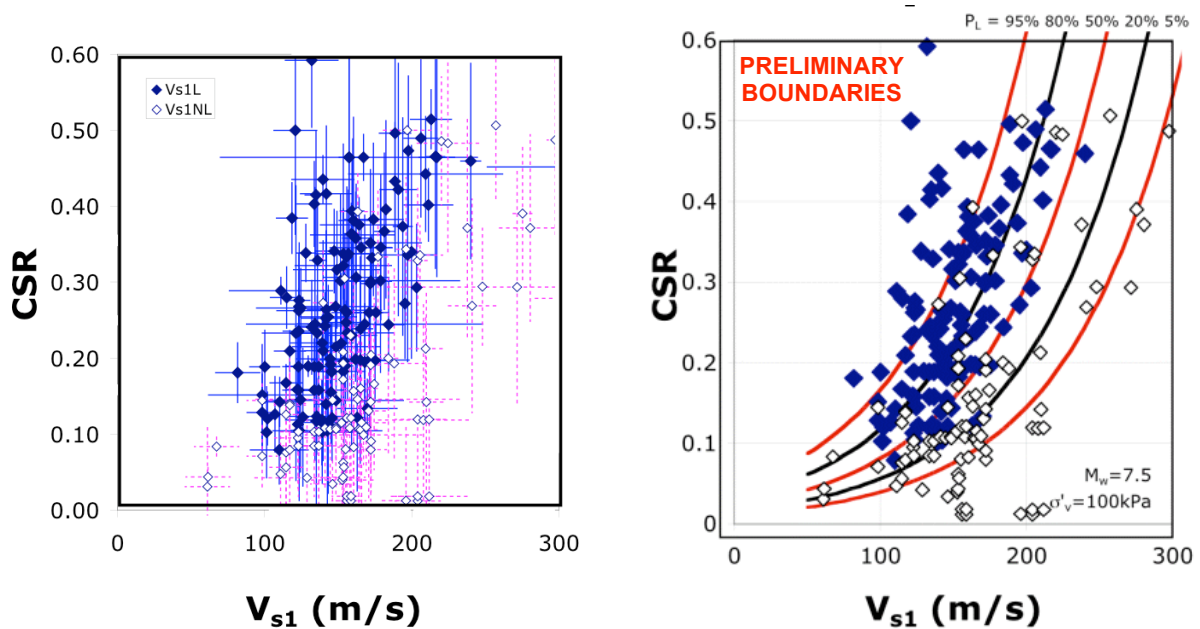 0.60
0.50
0.40
0.30
0.20
0.10
0.00
CSR
Vs1L
Vs1NL
0 100 200 300
Vs1 (m/s)
PL = 95% 80% 50% 20% 5%
PRELIMINARY
BOUNDARIES
0.6
0.5
0.4
0.3
0.2
0.1
0
CSR
Mw=7.5
σ'v=100kPa
0 100 200 300
Vs1 (m/s)